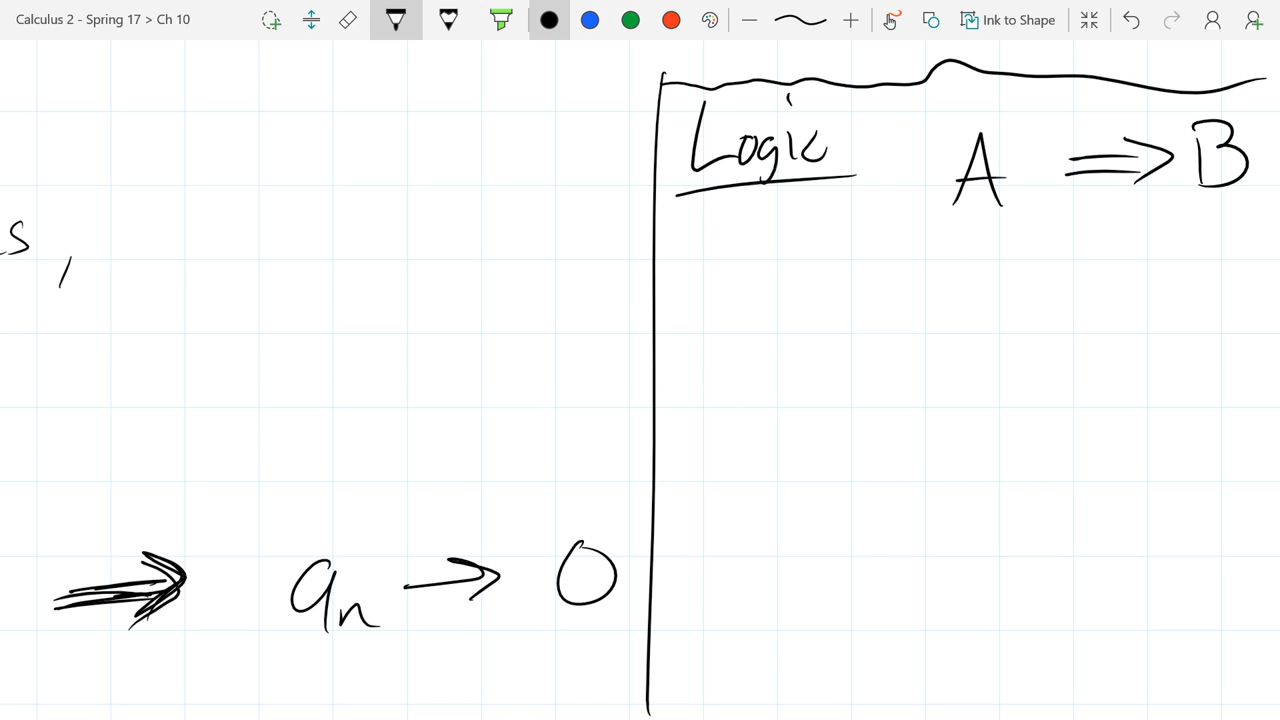 Calculus 2 - Spring 17 > Ch 10
Ink to Shape
Logic A ⟹ B
s,
⟹ aₙ → 0